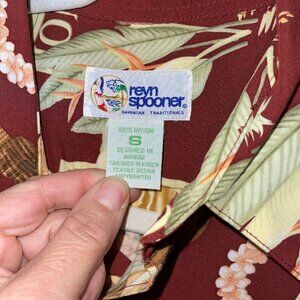 reyn
spooner
HAWAIIAN TRADITIONALS
100% RAYON
S
DESIGNED IN
HAWAII
TAILORED IN KOREA
TEXTILE DESIGN
COPYRIGHTED